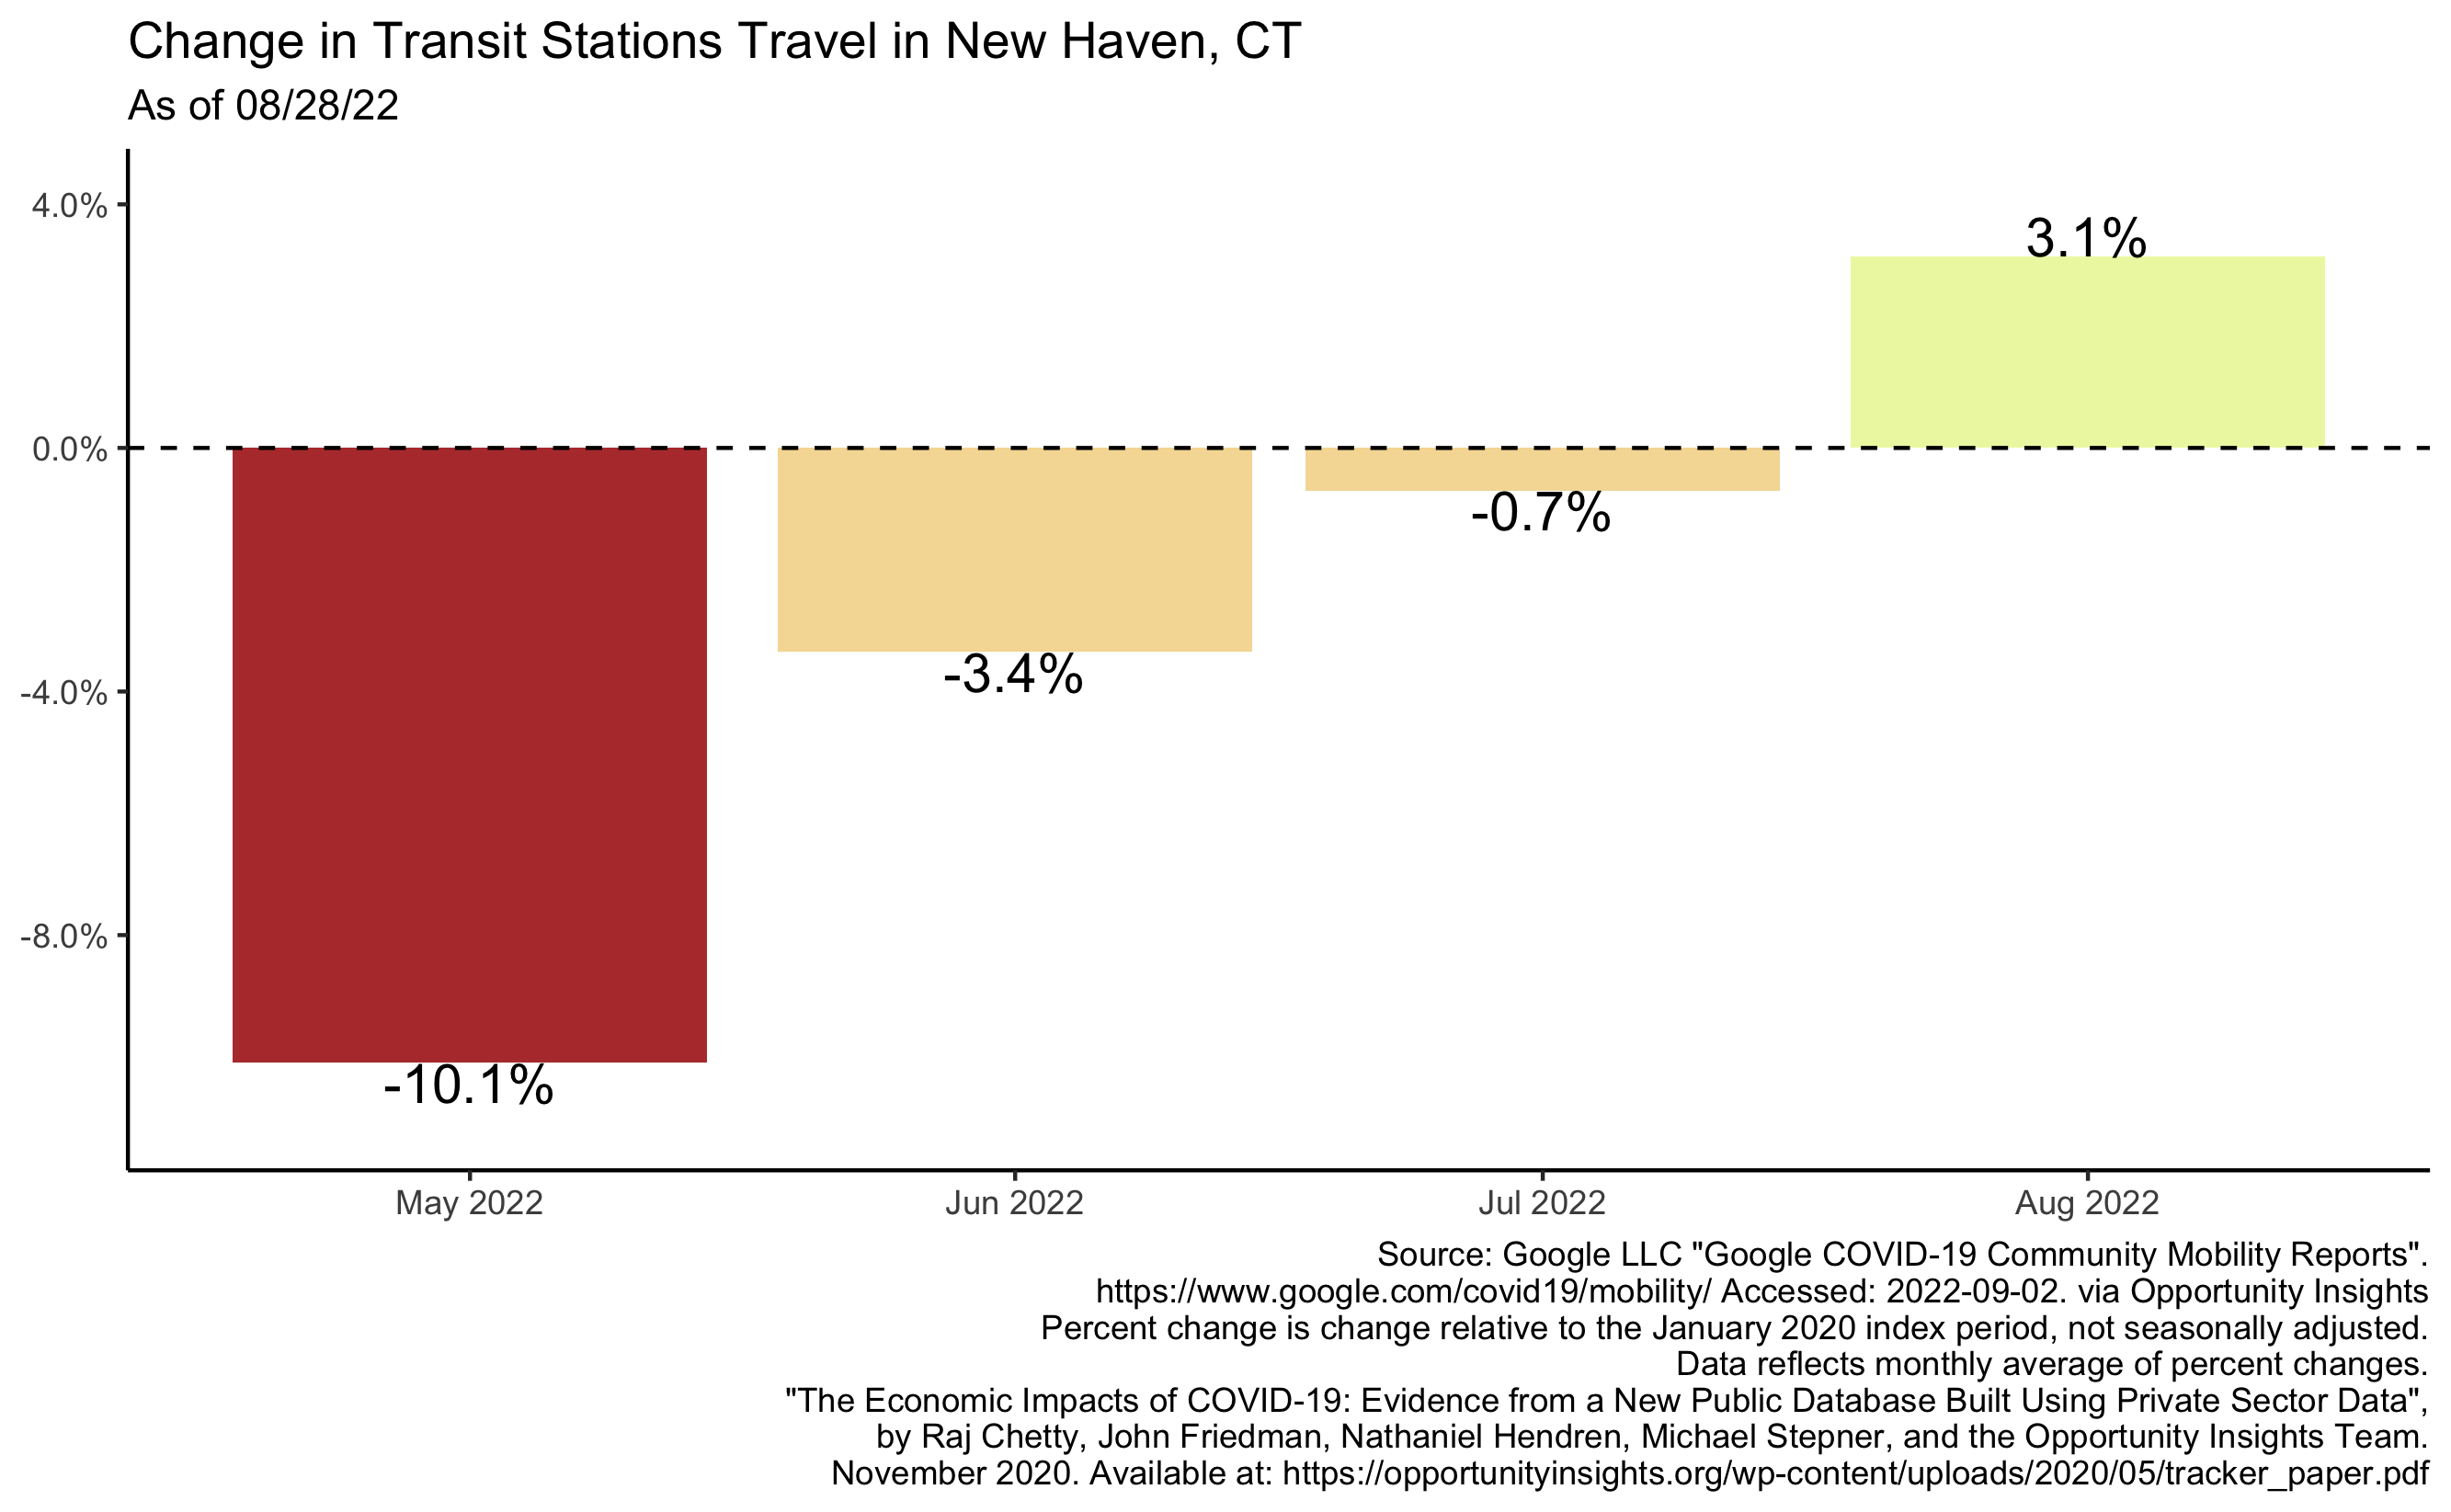 Change in Transit Stations Travel in New Haven, CT
As of 08/28/22
4.0%
0.0%
-4.0%
-8.0%
-10.1%
-3.4%
-0.7%
3.1%
May 2022
Jun 2022
Jul 2022
Aug 2022
Source: Google LLC "Google COVID-19 Community Mobility Reports".
https://www.google.com/covid19/mobility/ Accessed: 2022-09-02. via Opportunity Insights
Percent change is change relative to the January 2020 index period, not seasonally adjusted.
Data reflects monthly average of percent changes.
"The Economic Impacts of COVID-19: Evidence from a New Public Database Built Using Private Sector Data",
by Raj Chetty, John Friedman, Nathaniel Hendren, Michael Stepner, and the Opportunity Insights Team.
November 2020. Available at: https://opportunityinsights.org/wp-content/uploads/2020/05/tracker_paper.pdf